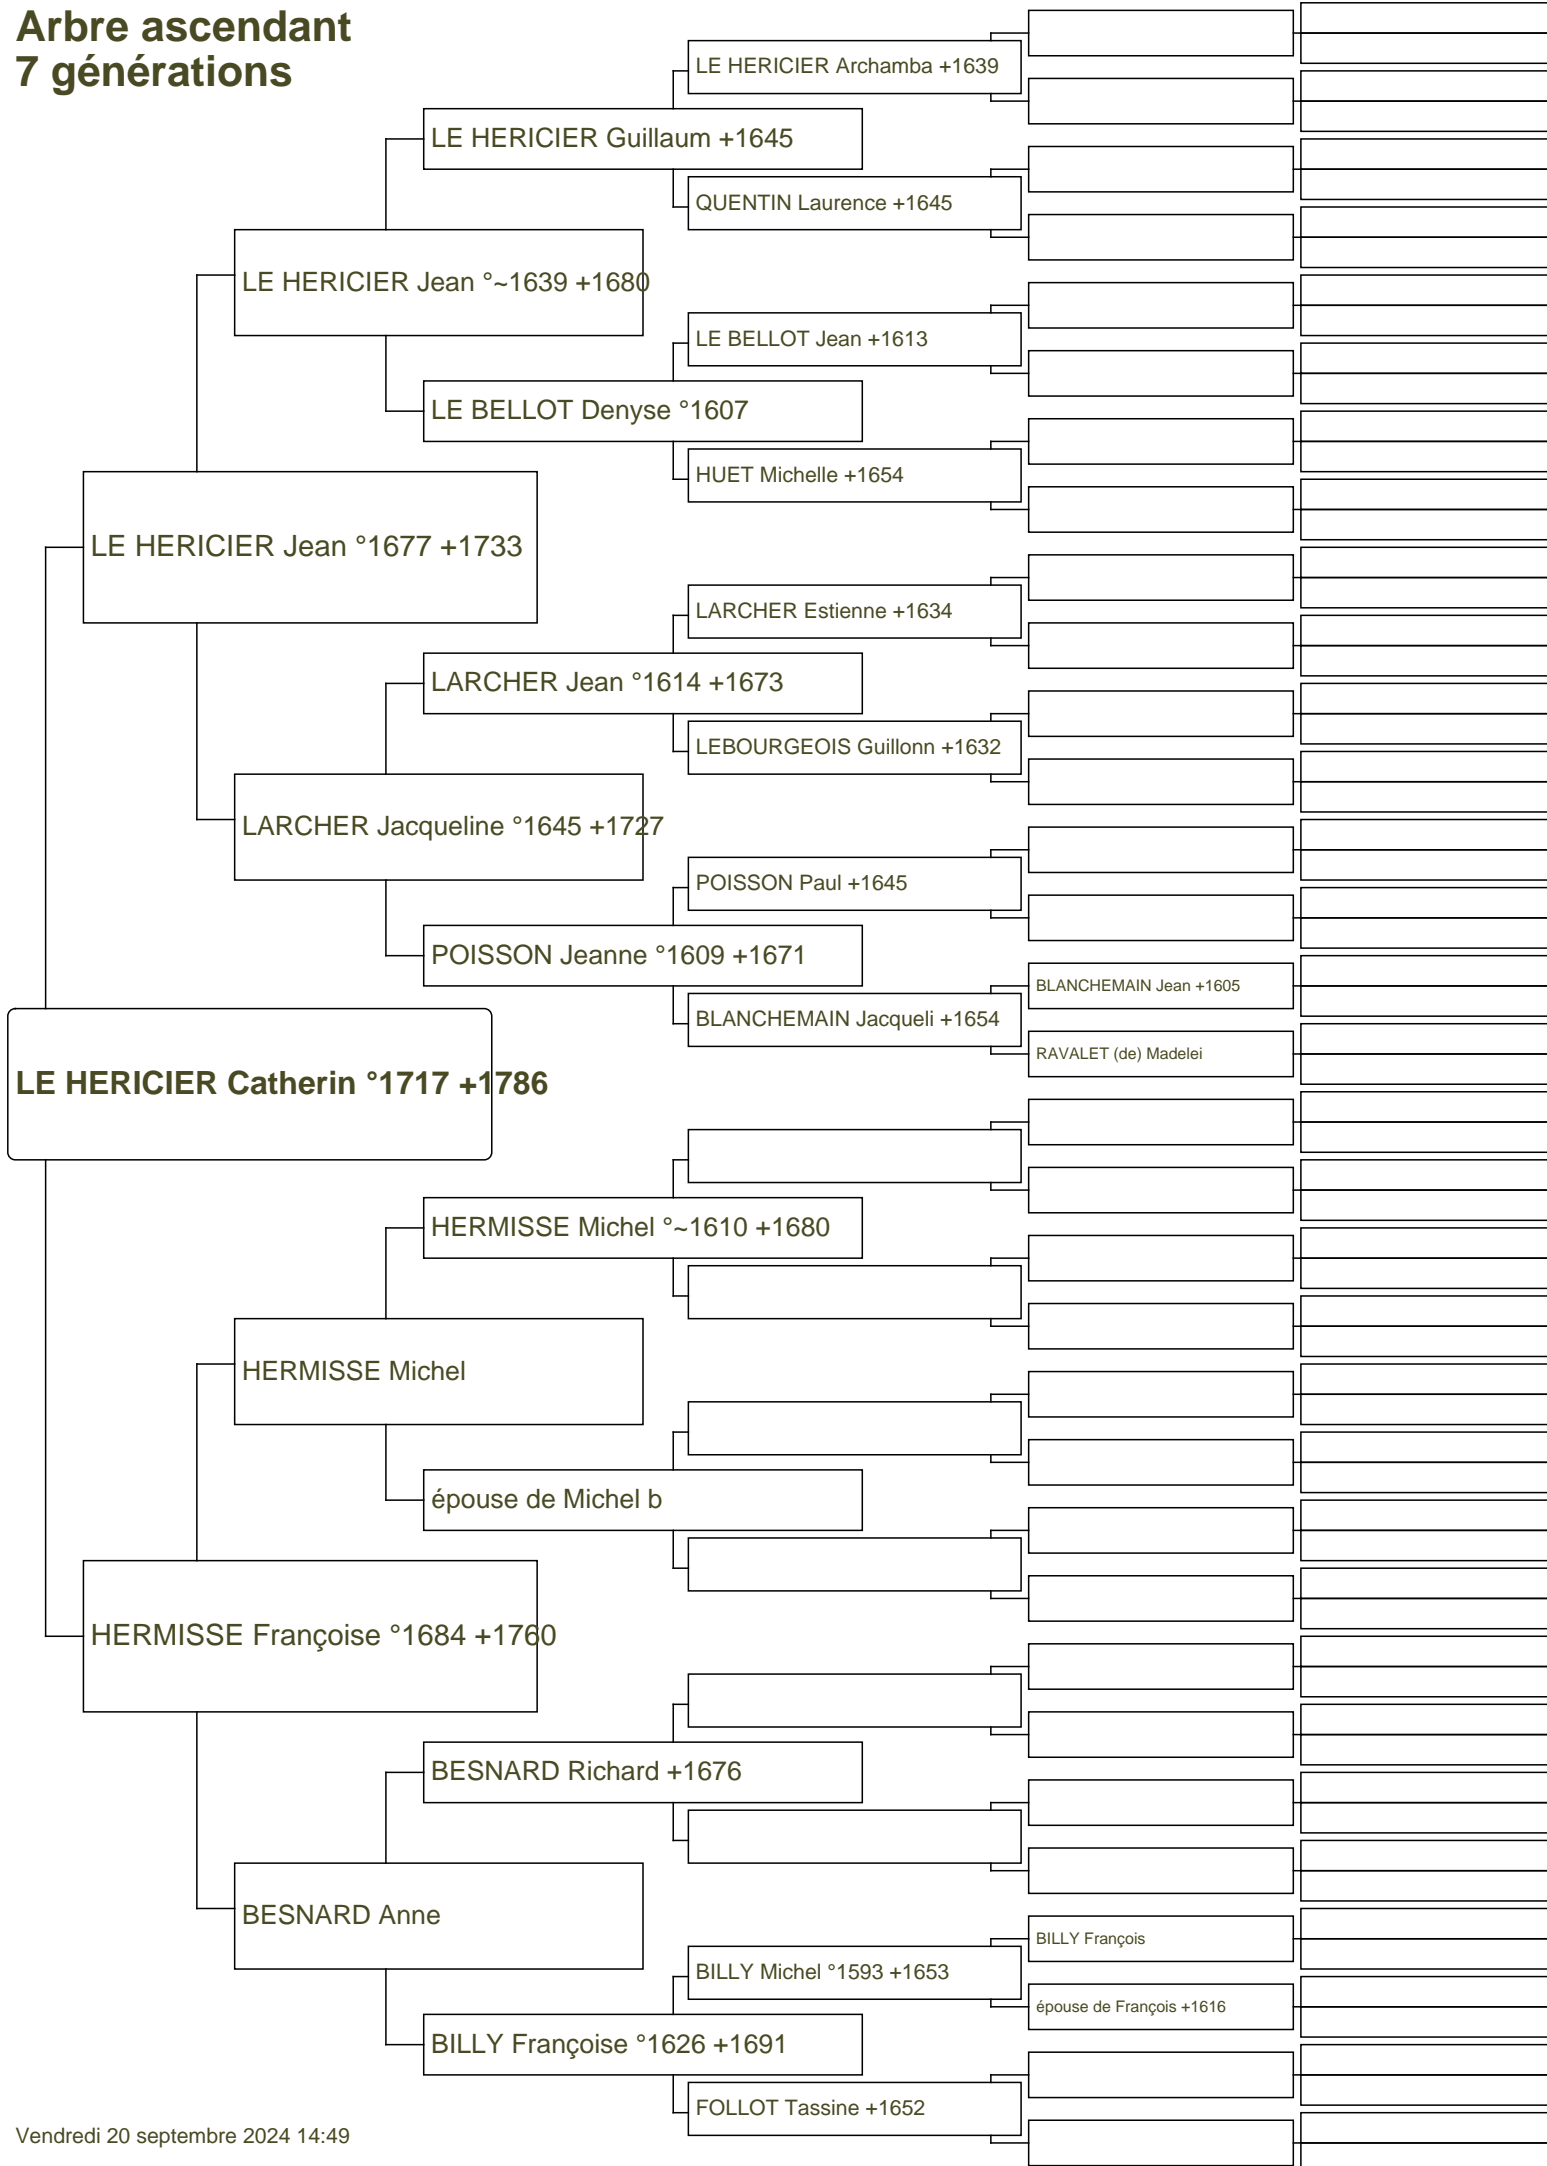 Arbre ascendant
7 générations
LE HERICIER Archamba +1639
LE HERICIER Guillaum +1645
QUENTIN Laurence +1645
LE HERICIER Jean °~1639 +1680
LE BELLOT Jean +1613
LE BELLOT Denyse °1607
HUET Michelle +1654
LE HERICIER Jean °1677 +1733
LARCHER Estienne +1634
LARCHER Jean °1614 +1673
LEBOURGEOIS Guillonn +1632
LARCHER Jacqueline °1645 +1727
POISSON Paul +1645
POISSON Jeanne °1609 +1671
BLANCHEMAIN Jean +1605
BLANCHEMAIN Jacqueli +1654
RAVALET (de) Madelei
LE HERICIER Catherin °1717 +1786
HERMISSE Michel °~1610 +1680
HERMISSE Michel
épouse de Michel b
HERMISSE Françoise °1684 +1760
BESNARD Richard +1676
BESNARD Anne
BILLY François
BILLY Michel °1593 +1653
épouse de François +1616
BILLY Françoise °1626 +1691
FOLLOT Tassine +1652
Vendredi 20 septembre 2024 14:49